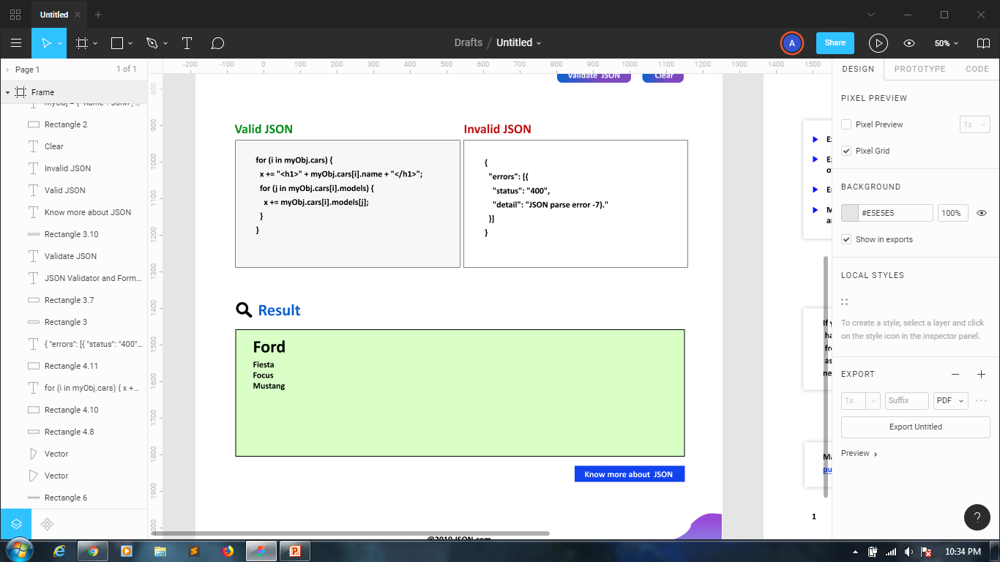 Untitled
Drafts / Untitled
A
Share
50%
Page 1
1 of 1
-200 -100 0 100 200 300 400 500 600 700 800 900 1000 1100 1200 1300 1400 1500
DESIGN PROTOTYPE CODE
Frame
myObj = { "name":"John", ...
Rectangle 2
Clear
Invalid JSON
Valid JSON
Know more about JSON
Rectangle 3.10
Validate JSON
JSON Validator and Form...
Rectangle 3.7
Rectangle 3
{ "errors": [{ "status": "400"...
Rectangle 4.11
for (i in myObj.cars) { x +...
Rectangle 4.10
Rectangle 4.8
Vector
Vector
Rectangle 6
800
900
1000
1100
1200
1300
1400
1500
1600
1700
1800
1900
2000
Validate JSON
Clear
Valid JSON
for (i in myObj.cars) {
x += "<h1>" + myObj.cars[i].name + "</h1>";
for (j in myObj.cars[i].models) {
x += myObj.cars[i].models[j];
}
}
Invalid JSON
{
"errors": [{
"status": "400",
"detail": "JSON parse error -7)."
}]
}
Result
Ford
Fiesta
Focus
Mustang
Know more about JSON
@2019 JSON.com
1
PIXEL PREVIEW
Pixel Preview
1x
Pixel Grid
BACKGROUND
#E5E5E5
100%
Show in exports
LOCAL STYLES
To create a style, select a layer and click
on the style icon in the inspector panel.
EXPORT
1x
Suffix
PDF
Export Untitled
Preview
?
10:34 PM